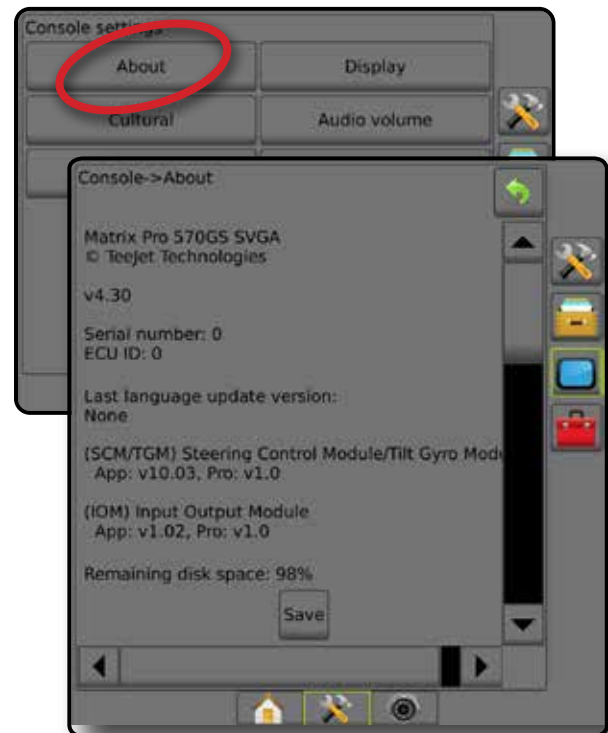 Console settings
About
Display
Cultural
Audio volume
Console->About
Matrix Pro 570GS SVGA
© TeeJet Technologies
v4.30
Serial number: 0
ECU ID: 0
Last language update version:
None
(SCM/TGM) Steering Control Module/Tilt Gyro
App: v10.03, Pro: v1.0
(IOM) Input Output Module
App: v1.02, Pro: v1.0
Remaining disk space: 98%
Save